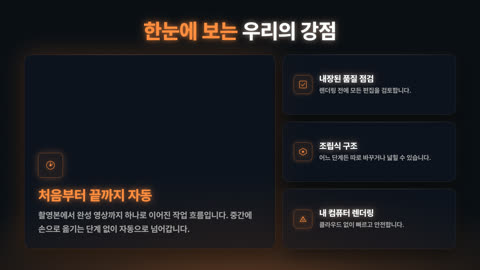 한눈에 보는 우리의 강점
처음부터 끝까지 자동
촬영본에서 완성 영상까지 하나로 이어진 작업 흐름입니다. 중간에
손으로 옮기는 단계 없이 자동으로 넘어갑니다.
내장된 품질 점검
렌더링 전에 모든 편집을 검토합니다.
조립식 구조
어느 단계든 따로 바꾸거나 넓힐 수 있습니다.
내 컴퓨터 렌더링
클라우드 없이 빠르고 안전합니다.